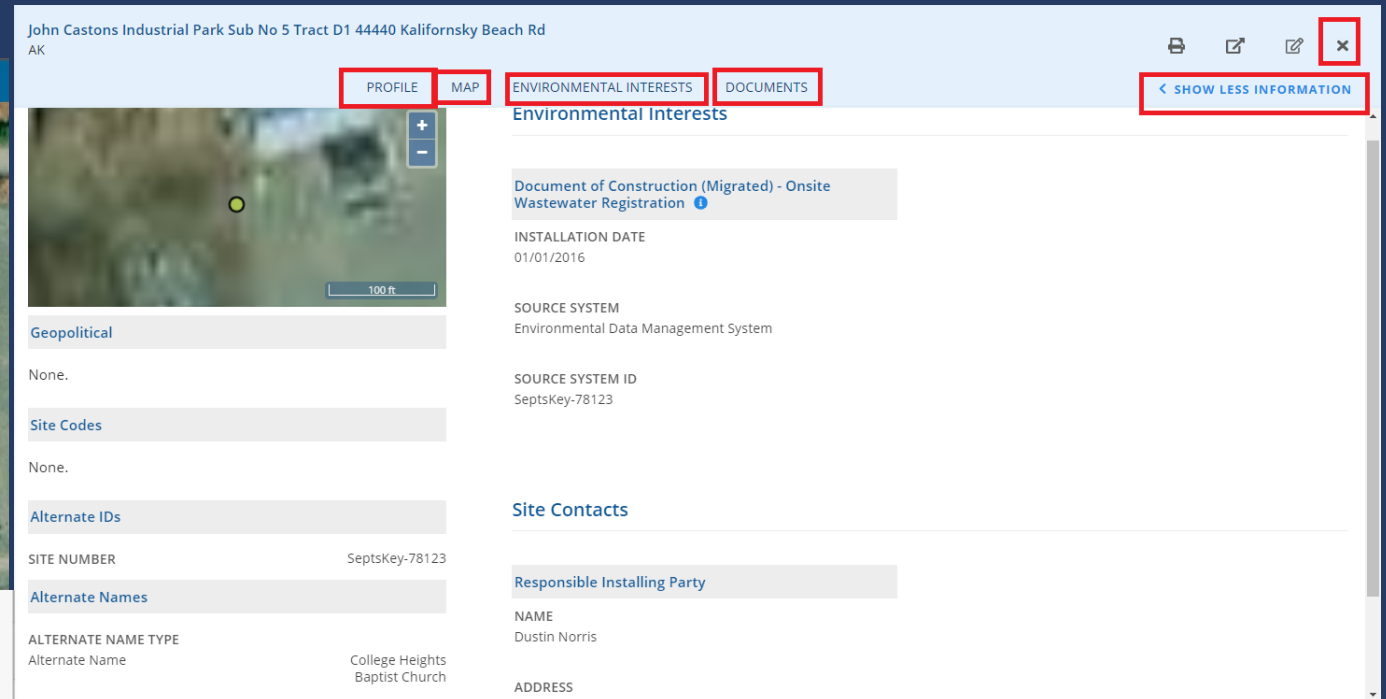 John Castons Industrial Park Sub No 5 Tract D1 44440 Kalifornsky Beach Rd
AK
PROFILE
MAP
ENVIRONMENTAL INTERESTS
DOCUMENTS
SHOW LESS INFORMATION
+
−
100 ft
Geopolitical
None.
Site Codes
None.
Alternate IDs
SITE NUMBER SeptsKey-78123
Alternate Names
ALTERNATE NAME TYPE
Alternate Name College Heights
Baptist Church
Environmental Interests
Document of Construction (Migrated) - Onsite
Wastewater Registration
INSTALLATION DATE
01/01/2016
SOURCE SYSTEM
Environmental Data Management System
SOURCE SYSTEM ID
SeptsKey-78123
Site Contacts
Responsible Installing Party
NAME
Dustin Norris
ADDRESS